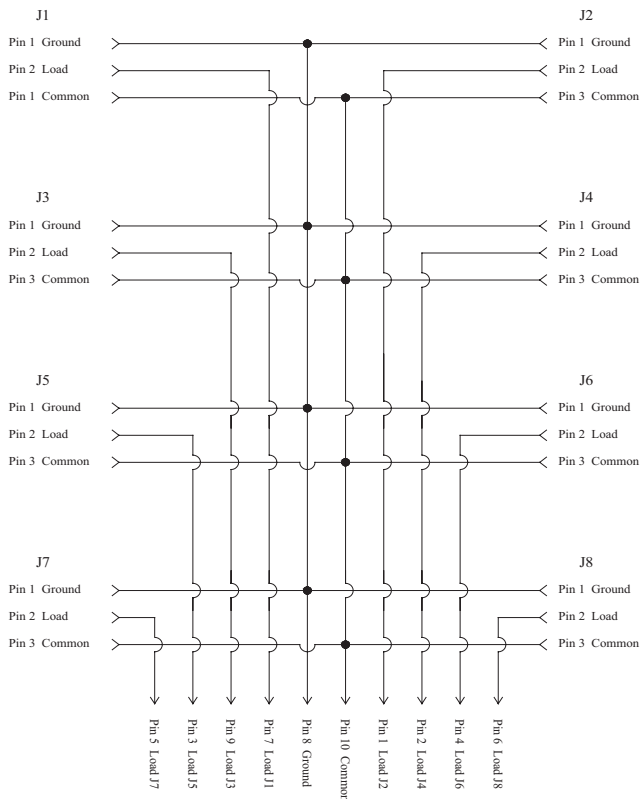 J1
J2
Pin 1 Ground
Pin 1 Ground
Pin 2 Load
Pin 2 Load
Pin 1 Common
Pin 3 Common
J3
J4
Pin 1 Ground
Pin 1 Ground
Pin 2 Load
Pin 2 Load
Pin 3 Common
Pin 3 Common
J5
J6
Pin 1 Ground
Pin 1 Ground
Pin 2 Load
Pin 2 Load
Pin 3 Common
Pin 3 Common
J7
J8
Pin 1 Ground
Pin 1 Ground
Pin 2 Load
Pin 2 Load
Pin 3 Common
Pin 3 Common
Pin 5 Load J7
Pin 3 Load J5
Pin 9 Load J3
Pin 7 Load J1
Pin 8 Ground
Pin 10 Common
Pin 1 Load J2
Pin 2 Load J4
Pin 4 Load J6
Pin 6 Load J8